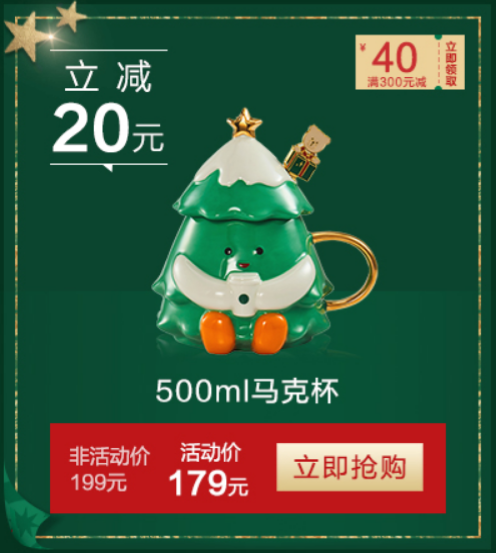 立减
20元
¥40
满300元减
立即领取
500ml马克杯
非活动价
199元
活动价
179元
立即抢购